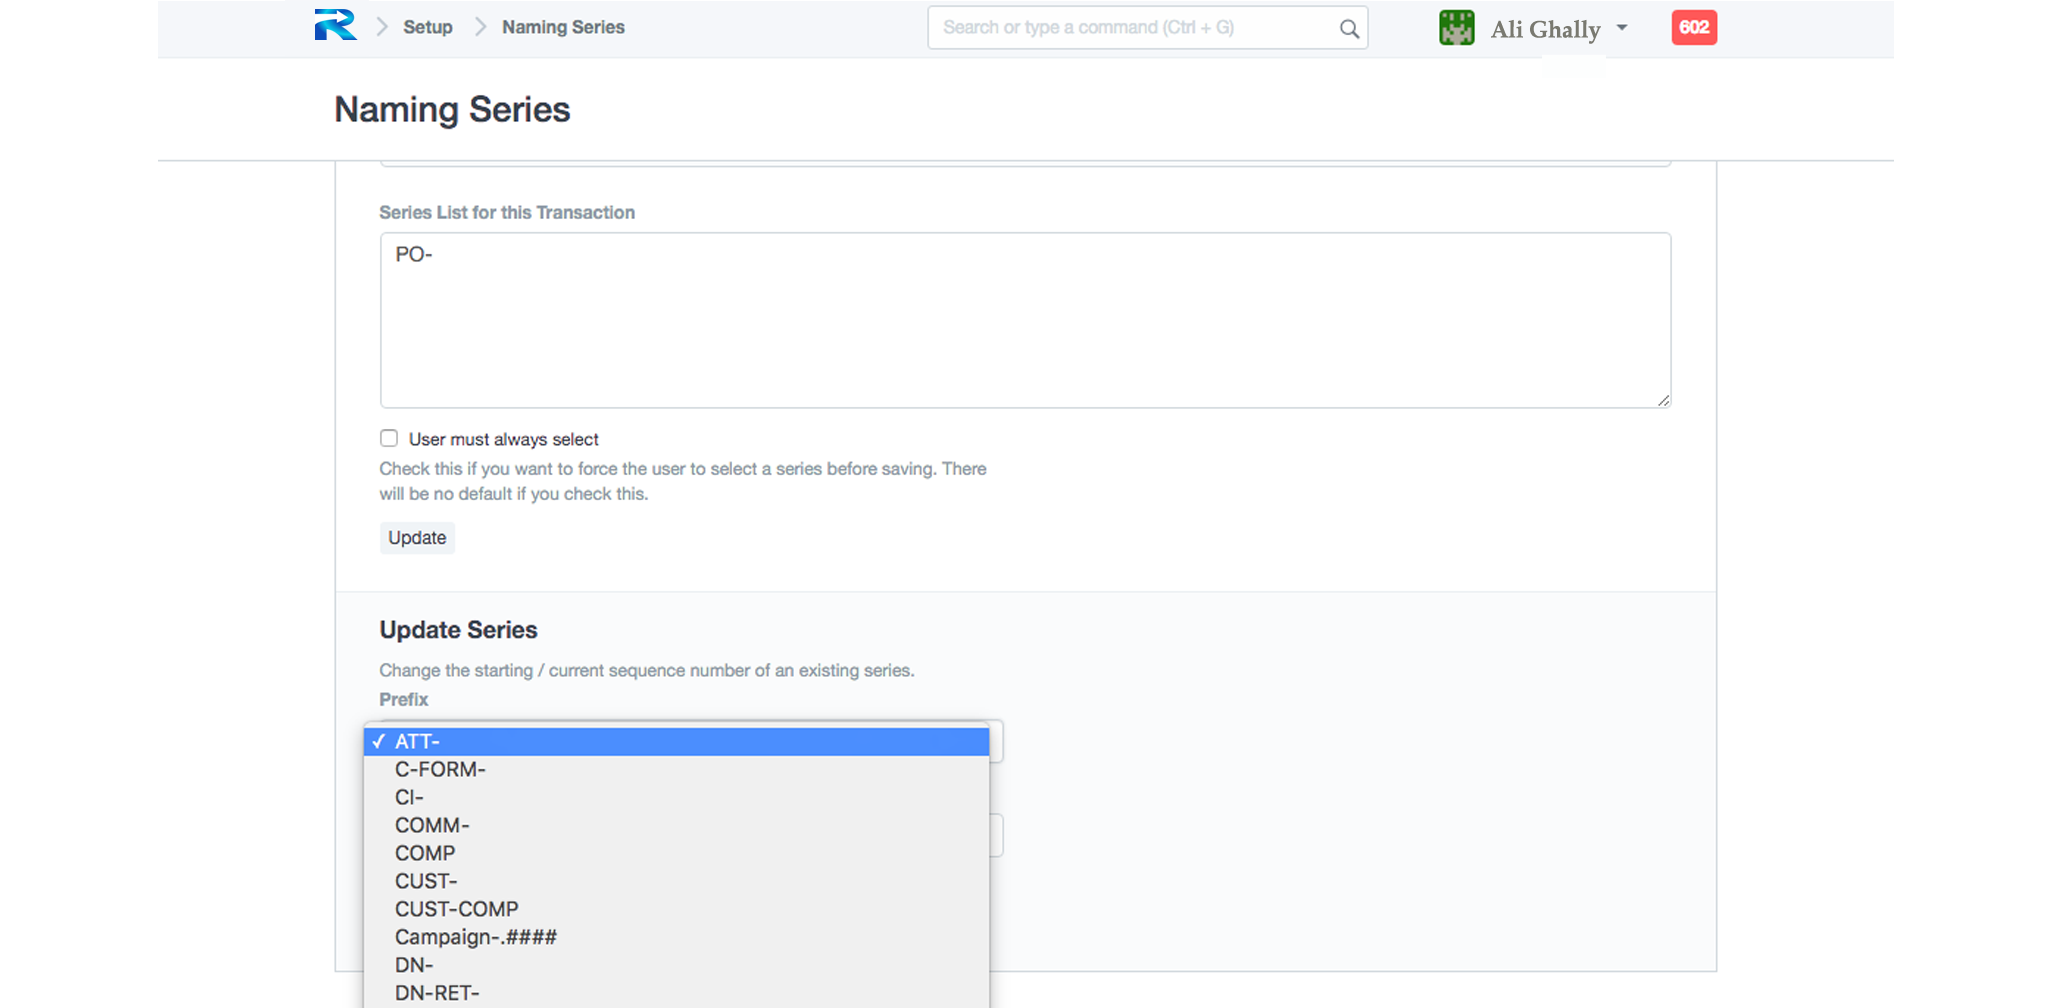 Setup
Naming Series
Search or type a command (Ctrl + G)
Ali Ghally
602
Naming Series
Series List for this Transaction
PO-
User must always select
Check this if you want to force the user to select a series before saving. There
will be no default if you check this.
Update
Update Series
Change the starting / current sequence number of an existing series.
Prefix
✓ ATT-
C-FORM-
CI-
COMM-
COMP
CUST-
CUST-COMP
Campaign-.####
DN-
DN-RET-